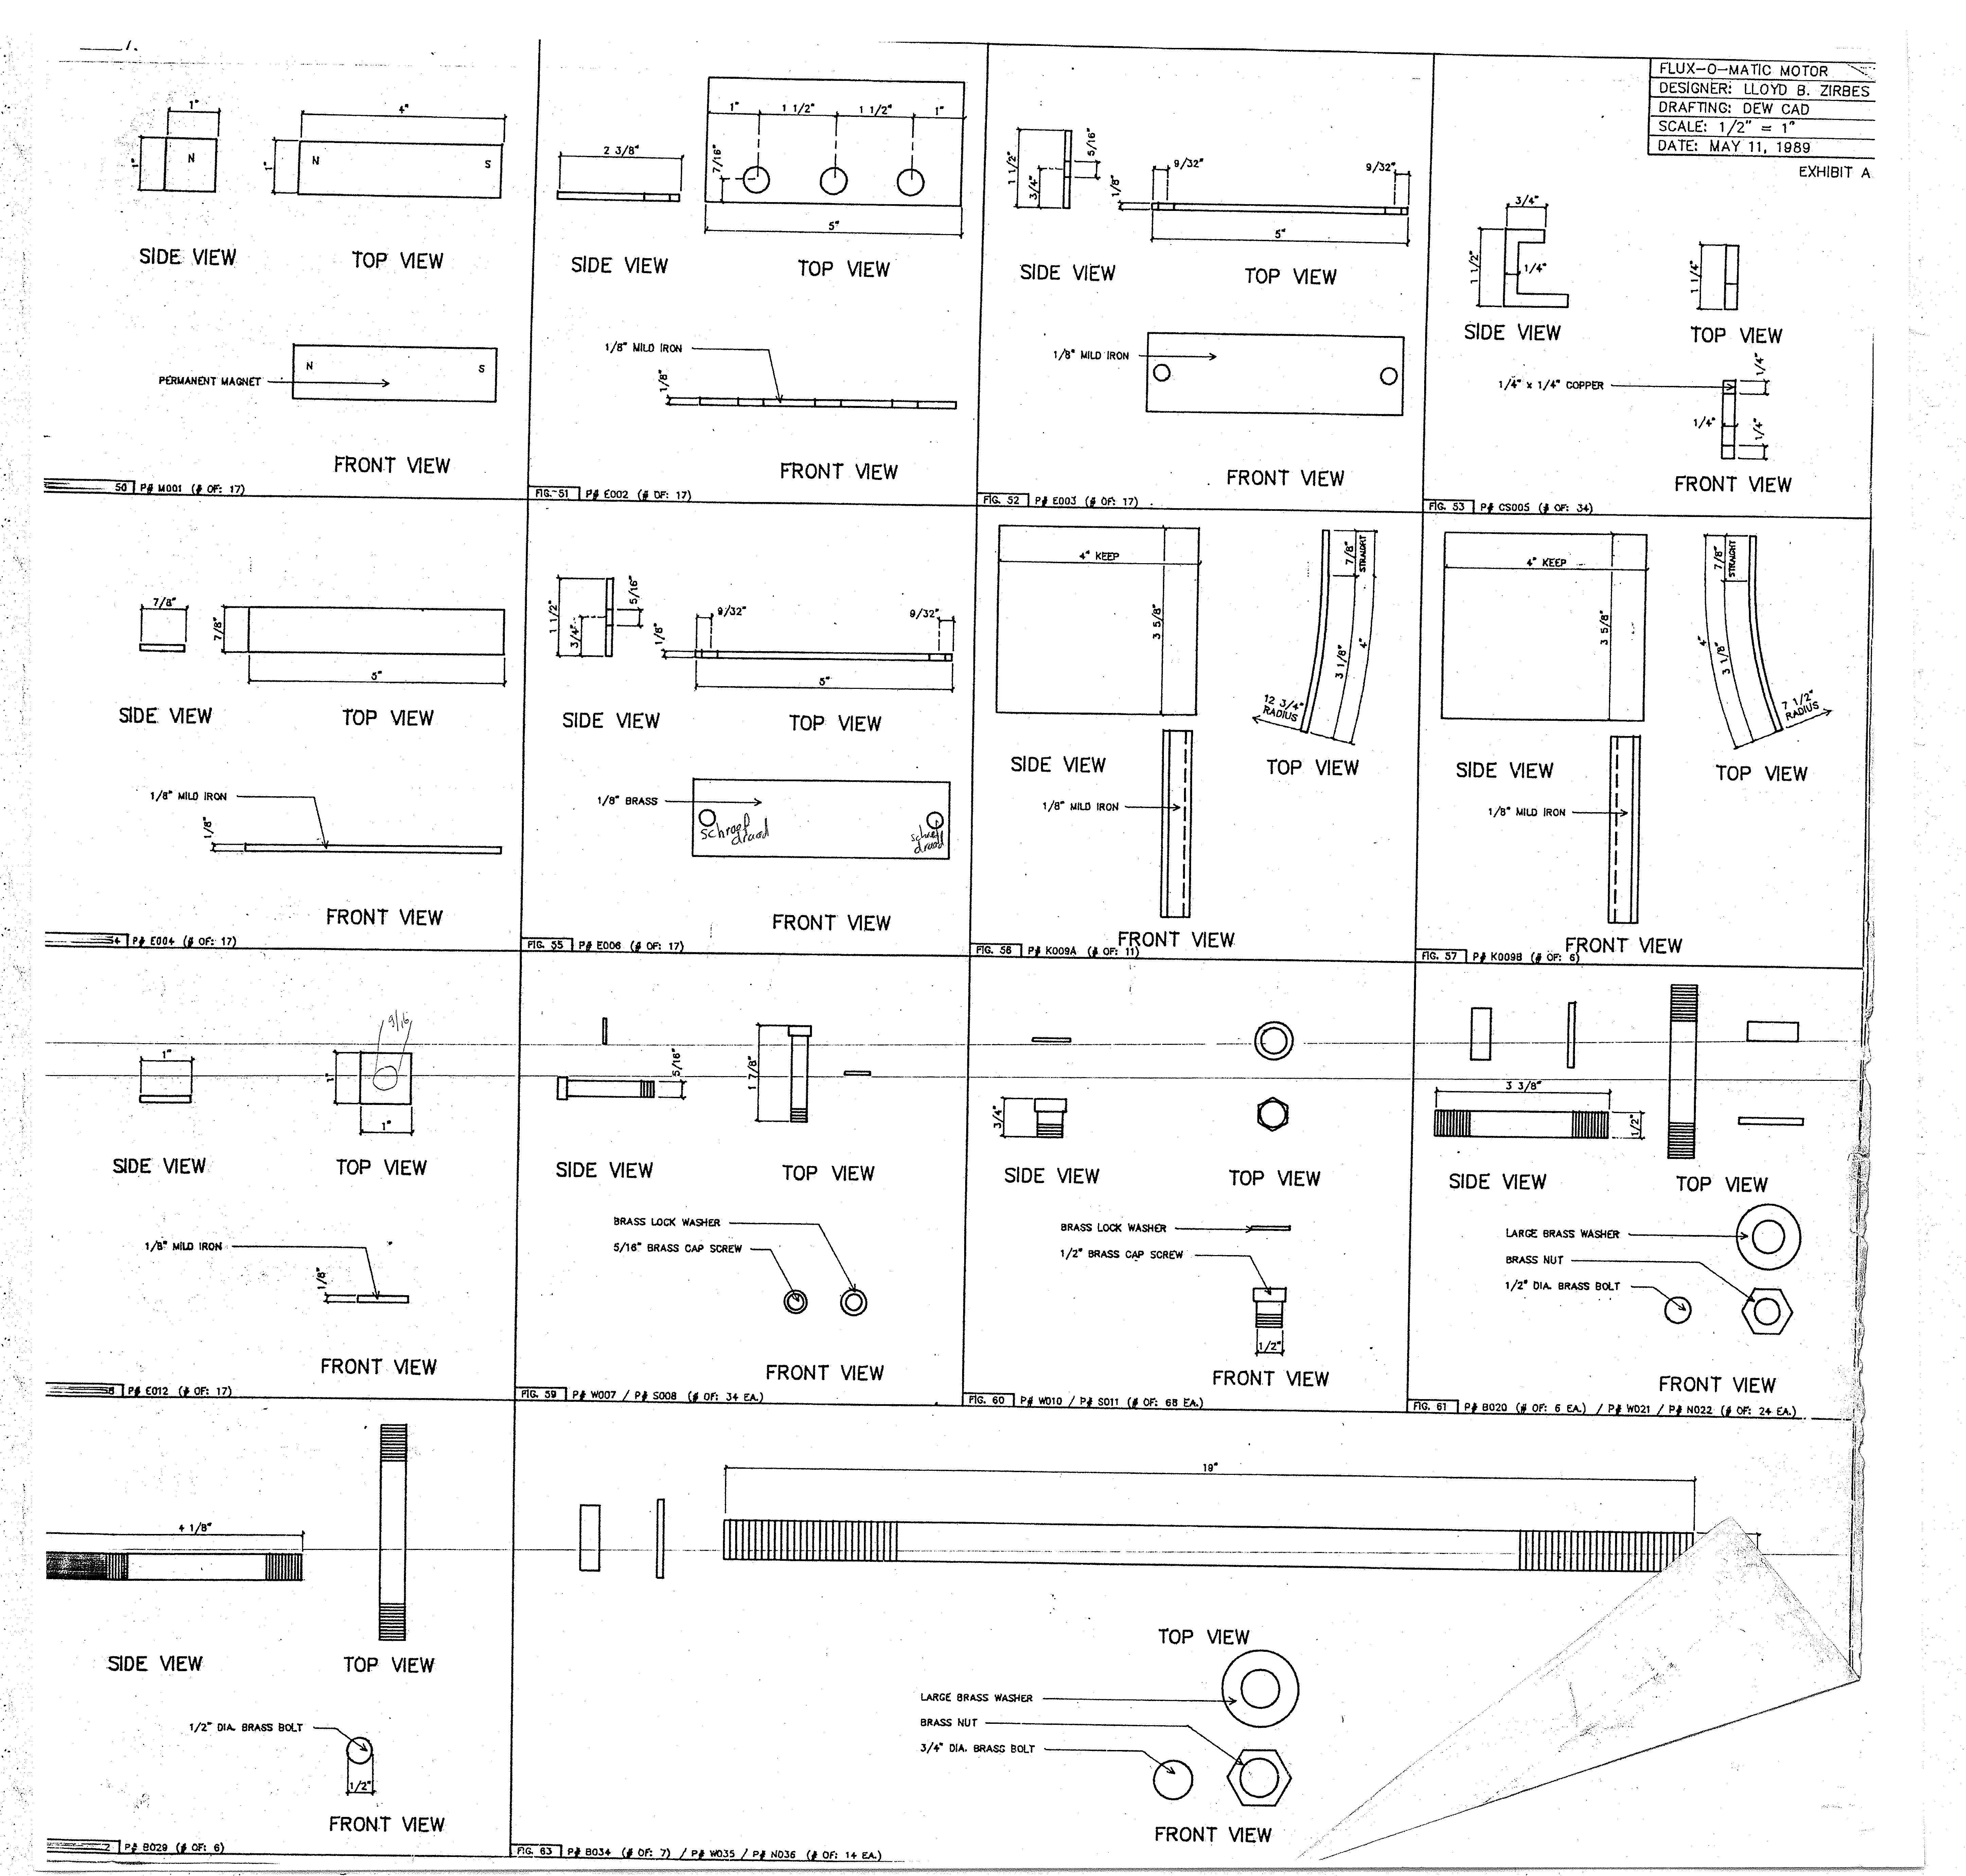 1.
FLUX-O-MATIC MOTOR
DESIGNER: LLOYD B. ZIRBES
DRAFTING: DEW CAD
SCALE: 1/2" = 1"
DATE: MAY 11, 1989
EXHIBIT A
1"
1"
N
4"
1"
N S
SIDE VIEW
TOP VIEW
PERMANENT MAGNET
N S
FRONT VIEW
50 P# M001 (# OF: 17)
2 3/8"
1" 1 1/2" 1 1/2" 1"
7/16"
5"
SIDE VIEW
TOP VIEW
1/8" MILD IRON
1/8"
FRONT VIEW
FIG. 51 P# E002 (# OF: 17)
1 1/2"
3/4"
5/16"
1/8"
9/32"
9/32"
5"
SIDE VIEW
TOP VIEW
1/8" MILD IRON
FRONT VIEW
FIG. 52 P# E003 (# OF: 17)
3/4"
1 1/2"
1/4"
1 1/4"
SIDE VIEW
TOP VIEW
1/4" x 1/4" COPPER
1/4"
1/4"
1/4"
FRONT VIEW
FIG. 53 P# CS005 (# OF: 34)
7/8"
7/8"
5"
SIDE VIEW
TOP VIEW
1/8" MILD IRON
1/8"
FRONT VIEW
4 P# E004 (# OF: 17)
1 1/2"
3/4"
5/16"
1/8"
9/32"
9/32"
5"
SIDE VIEW
TOP VIEW
1/8" BRASS
schroef
draad
schroef
draad
FRONT VIEW
FIG. 55 P# E006 (# OF: 17)
4" KEEP
3 5/8"
7/8"
STRAIGHT
3 1/8"
4"
12 3/4"
RADIUS
SIDE VIEW
TOP VIEW
1/8" MILD IRON
FRONT VIEW
FIG. 56 P# K009A (# OF: 11)
4" KEEP
3 5/8"
7/8"
STRAIGHT
4"
3 1/8"
7 1/2"
RADIUS
SIDE VIEW
TOP VIEW
1/8" MILD IRON
FRONT VIEW
FIG. 57 P# K009B (# OF: 6)
9/16
1"
1"
1"
SIDE VIEW
TOP VIEW
1/8" MILD IRON
1/8"
FRONT VIEW
8 P# E012 (# OF: 17)
5/16"
1 7/8"
SIDE VIEW
TOP VIEW
BRASS LOCK WASHER
5/16" BRASS CAP SCREW
FRONT VIEW
FIG. 59 P# W007 / P# S008 (# OF: 34 EA.)
3/4"
SIDE VIEW
TOP VIEW
BRASS LOCK WASHER
1/2" BRASS CAP SCREW
1/2"
FRONT VIEW
FIG. 60 P# W010 / P# S011 (# OF: 68 EA.)
3 3/8"
1/2"
SIDE VIEW
TOP VIEW
LARGE BRASS WASHER
BRASS NUT
1/2" DIA. BRASS BOLT
FRONT VIEW
FIG. 61 P# B020 (# OF: 6 EA.) / P# W021 / P# N022 (# OF: 24 EA.)
4 1/8"
SIDE VIEW
TOP VIEW
1/2" DIA. BRASS BOLT
1/2"
FRONT VIEW
2 P# B029 (# OF: 6)
19"
TOP VIEW
LARGE BRASS WASHER
BRASS NUT
3/4" DIA. BRASS BOLT
FRONT VIEW
FIG. 63 P# B034 (# OF: 7) / P# W035 / P# N036 (# OF: 14 EA.)